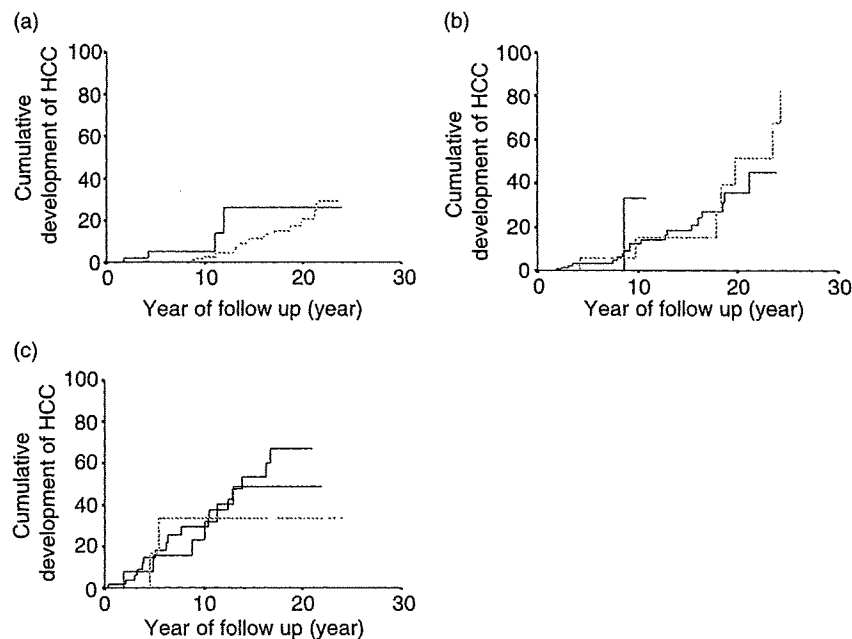 (a)
100
80
60
40
20
0
Cumulative
development of HCC
0 10 20 30
Year of follow up (year)
(b)
100
80
60
40
20
0
Cumulative
development of HCC
0 10 20 30
Year of follow up (year)
(c)
100
80
60
40
20
0
Cumulative
development of HCC
0 10 20 30
Year of follow up (year)